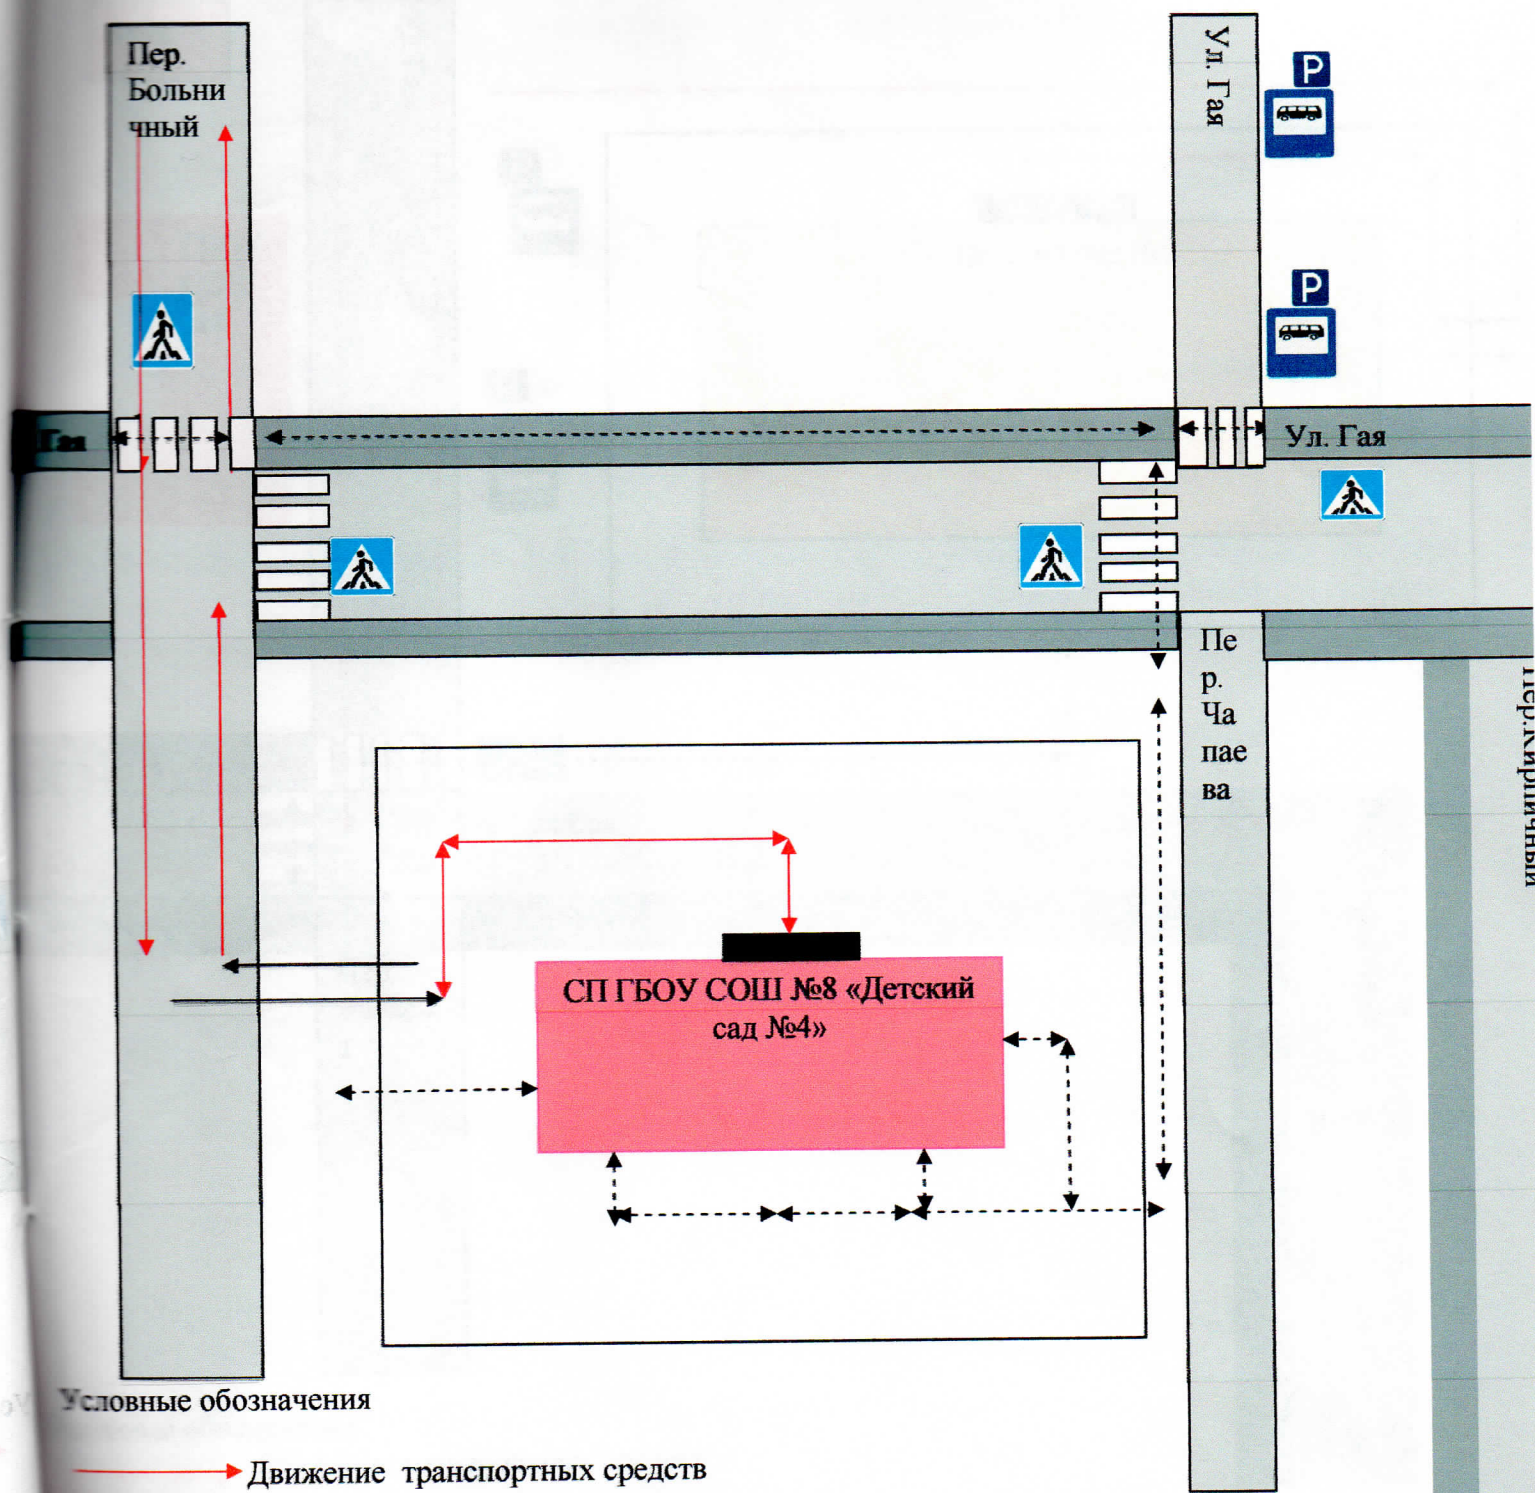 Пер.
Больни
чный
Ул. Гая
P
P
Гая
Ул. Гая
Пе
р.
Ча
пае
ва
Пер.Кирпичный
СП ГБОУ СОШ №8 «Детский
сад №4»
Условные обозначения
Движение транспортных средств